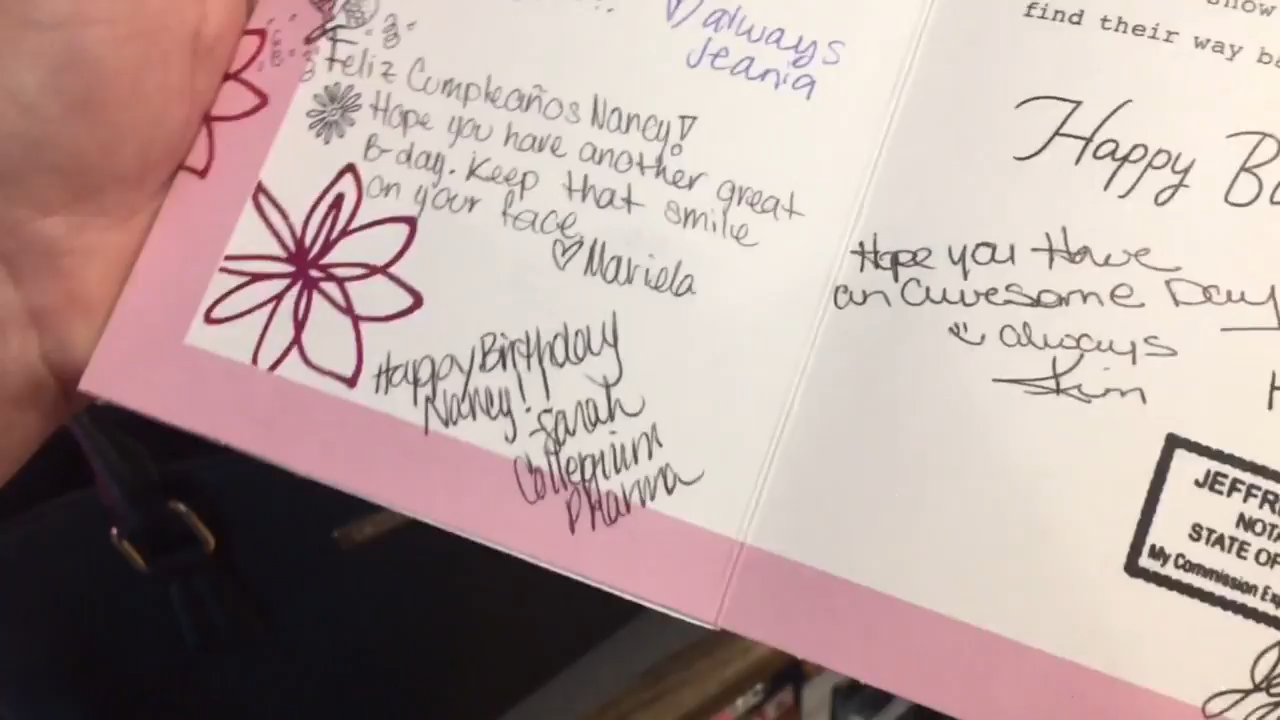 always
Jeania
Feliz Cumpleaños Nancy!
Hope you have another great
B-day. Keep that smile
on your face
Mariela
Happy Birthday
Nancy!
-Sarah
Collegium
Pharma
find their way
Happy
Hope you Have
an awesome Day
always
Kim
JEFFR
NOTA
STATE OF
My Commission Ex